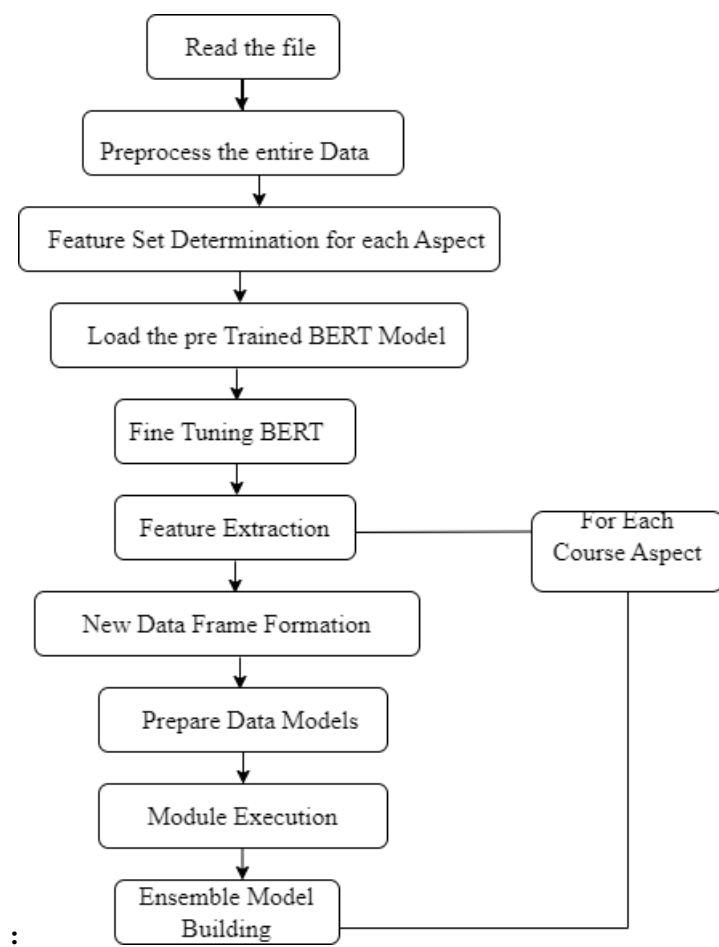 Read the file
Preprocess the entire Data
Feature Set Determination for each Aspect
Load the pre Trained BERT Model
Fine Tuning BERT
Feature Extraction
For Each
Course Aspect
New Data Frame Formation
Prepare Data Models
Module Execution
Ensemble Model
Building
: